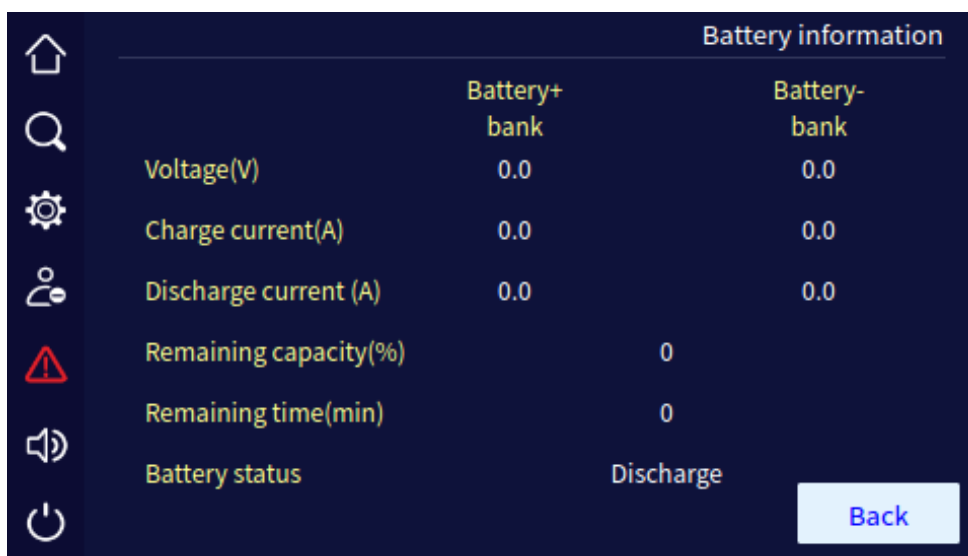 Battery information
Battery+ bank
Battery- bank
Voltage(V) 0.0 0.0
Charge current(A) 0.0 0.0
Discharge current (A) 0.0 0.0
Remaining capacity(%) 0
Remaining time(min) 0
Battery status Discharge
Back